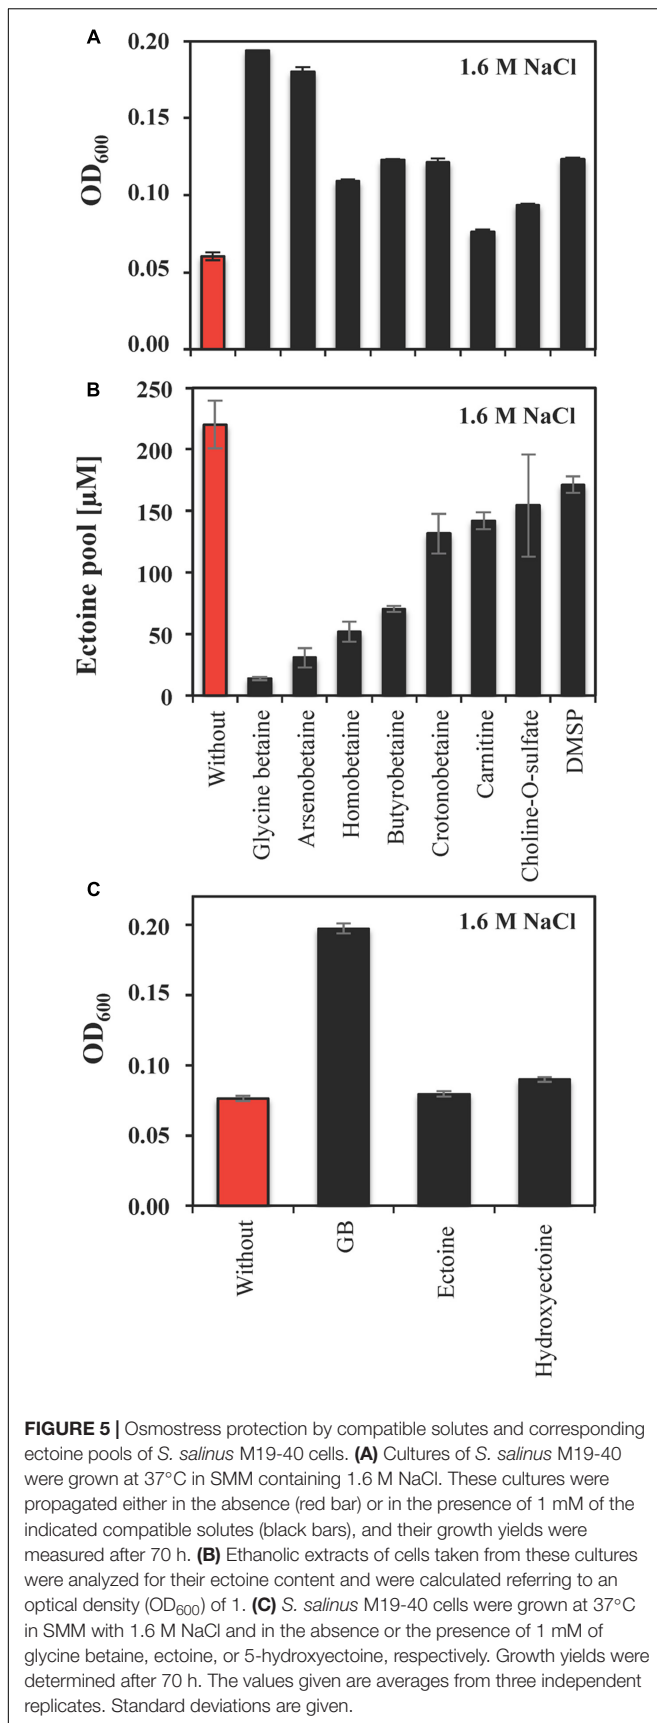 A
0.20
1.6 M NaCl
0.15
OD600
0.10
0.05
0.00
B
250
1.6 M NaCl
200
Ectoine pool [µM]
150
100
50
0
Without
Glycine betaine
Arsenobetaine
Homobetaine
Butyrobetaine
Crotonobetaine
Carnitine
Choline-O-sulfate
DMSP
C
0.20
1.6 M NaCl
0.15
OD600
0.10
0.05
0.00
Without
GB
Ectoine
Hydroxyectoine
FIGURE 5 | Osmostress protection by compatible solutes and corresponding
ectoine pools of S. salinus M19-40 cells. (A) Cultures of S. salinus M19-40
were grown at 37°C in SMM containing 1.6 M NaCl. These cultures were
propagated either in the absence (red bar) or in the presence of 1 mM of the
indicated compatible solutes (black bars), and their growth yields were
measured after 70 h. (B) Ethanolic extracts of cells taken from these cultures
were analyzed for their ectoine content and were calculated referring to an
optical density (OD600) of 1. (C) S. salinus M19-40 cells were grown at 37°C
in SMM with 1.6 M NaCl and in the absence or the presence of 1 mM of
glycine betaine, ectoine, or 5-hydroxyectoine, respectively. Growth yields were
determined after 70 h. The values given are averages from three independent
replicates. Standard deviations are given.